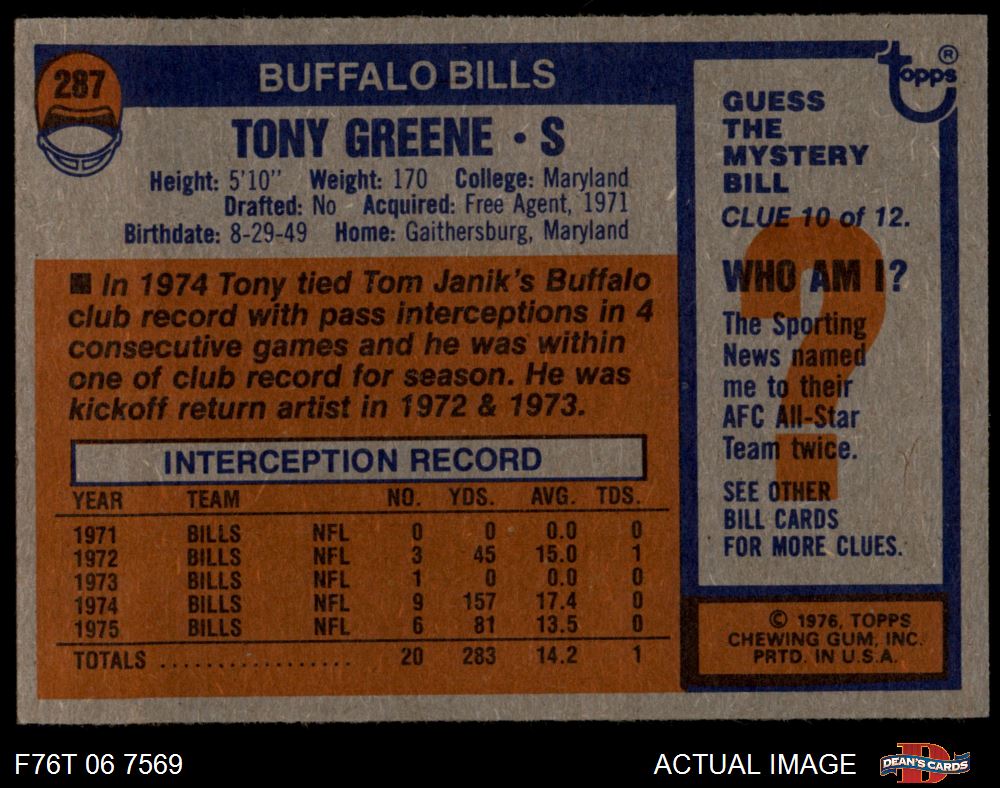 287
BUFFALO BILLS
TONY GREENE • S
Height: 5'10" Weight: 170 College: Maryland
Drafted: No Acquired: Free Agent, 1971
Birthdate: 8-29-49 Home: Gaithersburg, Maryland
■ In 1974 Tony tied Tom Janik's Buffalo
club record with pass interceptions in 4
consecutive games and he was within
one of club record for season. He was
kickoff return artist in 1972 & 1973.
INTERCEPTION RECORD
YEAR TEAM NO. YDS. AVG. TDS.
1971 BILLS NFL 0 0 0.0 0
1972 BILLS NFL 3 45 15.0 1
1973 BILLS NFL 1 0 0.0 0
1974 BILLS NFL 9 157 17.4 0
1975 BILLS NFL 6 81 13.5 0
TOTALS .................. 20 283 14.2 1
topps®
GUESS
THE
MYSTERY
BILL
CLUE 10 of 12.
WHO AM I?
The Sporting
News named
me to their
AFC All-Star
Team twice.
SEE OTHER
BILL CARDS
FOR MORE CLUES.
© 1976, TOPPS
CHEWING GUM, INC.
PRTD. IN U.S.A.
F76T 06 7569
ACTUAL IMAGE
DEAN'S CARDS